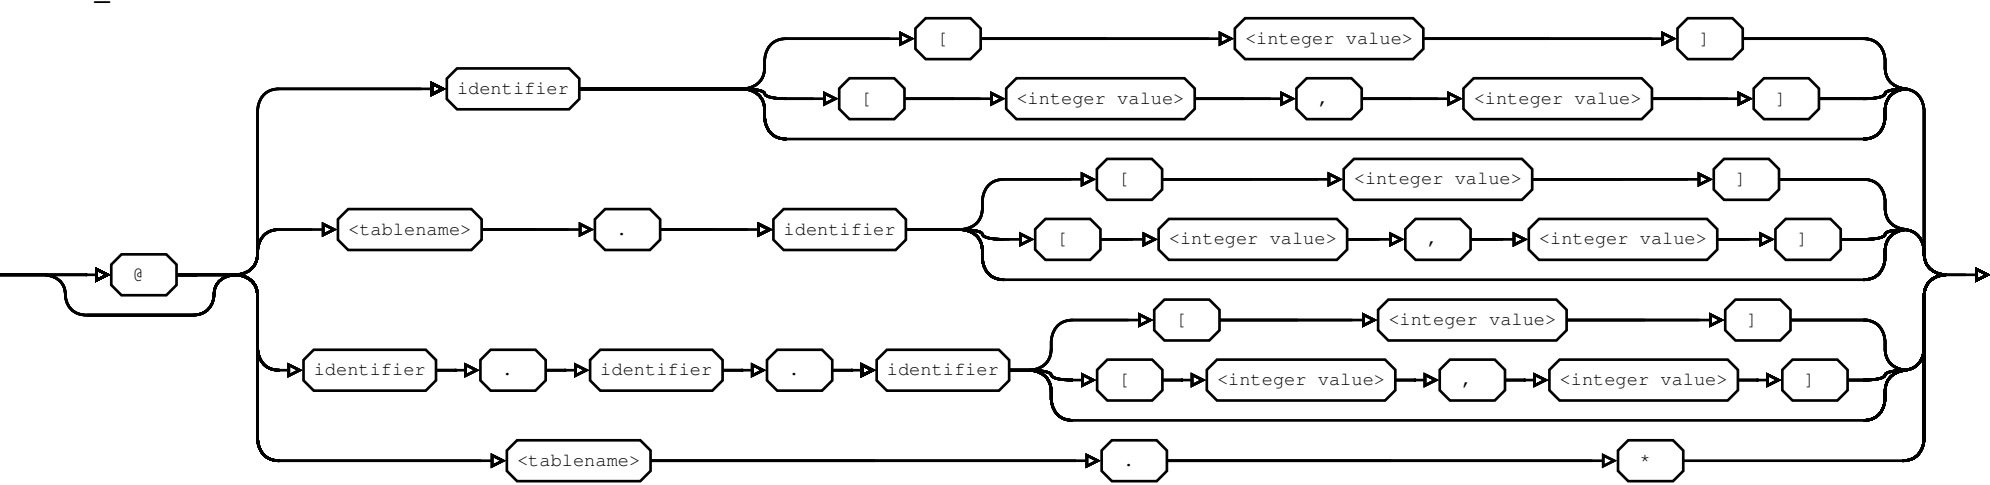 _
[ <integer value> ]
identifier
[ <integer value> , <integer value> ]
[ <integer value> ]
<tablename> . identifier
[ <integer value> , <integer value> ]
@
[ <integer value> ]
identifier . identifier . identifier
[ <integer value> , <integer value> ]
<tablename> . *